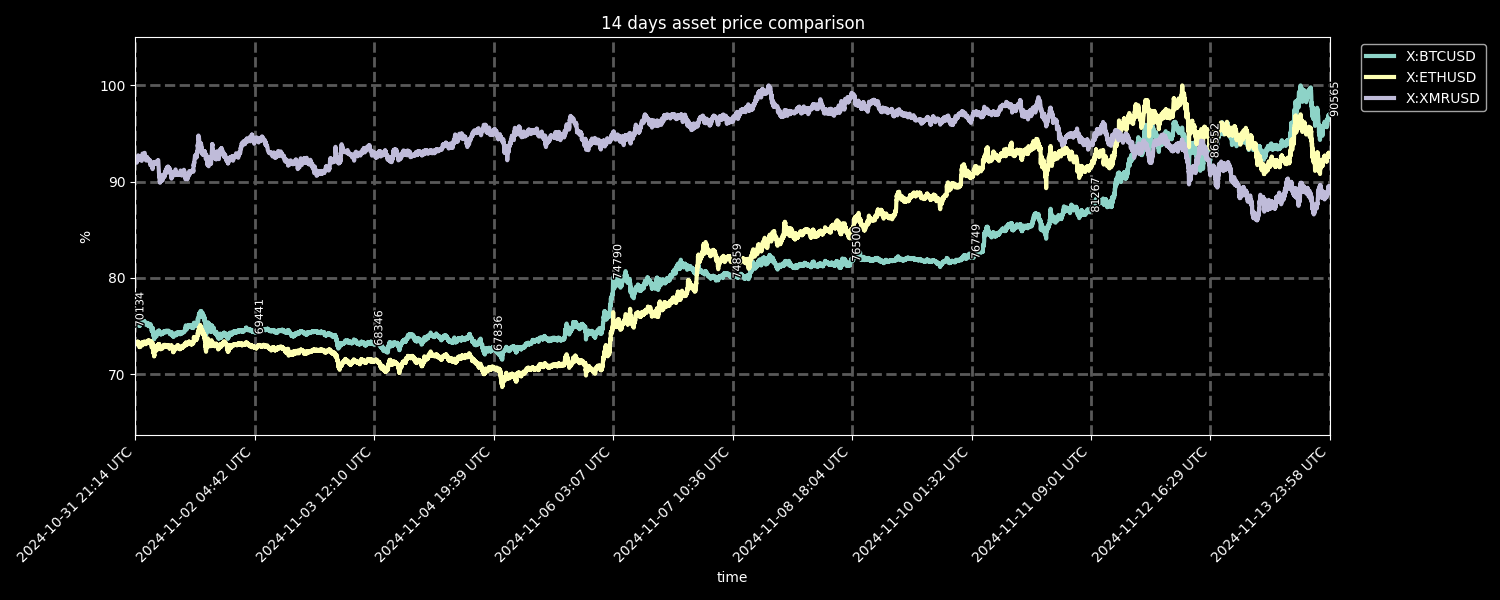 14 days asset price comparison
X:BTCUSD
X:ETHUSD
X:XMRUSD
100
90
80
70
%
70134
69441
68346
67836
74790
74859
76500
76749
81267
86552
90565
2024-10-31 21:14 UTC
2024-11-02 04:42 UTC
2024-11-03 12:10 UTC
2024-11-04 19:39 UTC
2024-11-06 03:07 UTC
2024-11-07 10:36 UTC
2024-11-08 18:04 UTC
2024-11-10 01:32 UTC
2024-11-11 09:01 UTC
2024-11-12 16:29 UTC
2024-11-13 23:58 UTC
time